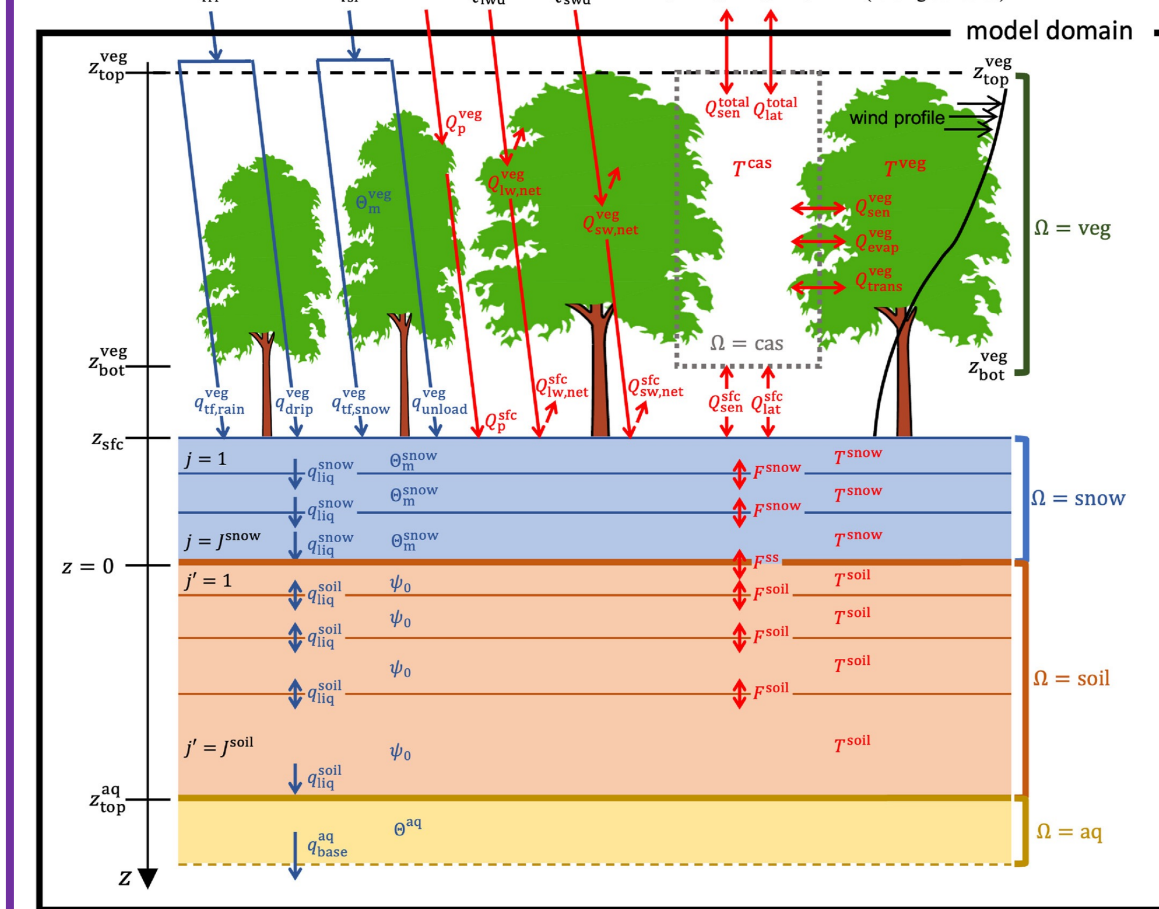 model domain
z_top^veg
z_top^veg
wind profile
Q_p^veg
Q_sen^total Q_lat^total
T^cas
T^veg
Q_lw,net^veg
Θ_m^veg
Q_sw,net^veg
Q_sen^veg
Q_evap^veg
Q_trans^veg
Ω = veg
Ω = cas
z_bot^veg
z_bot^veg
q_tf,rain^veg q_drip^veg q_tf,snow^veg q_unload^veg Q_p^sfc Q_lw,net^sfc Q_sw,net^sfc Q_sen^sfc Q_lat^sfc
z_sfc
j = 1 q_liq^snow Θ_m^snow F^snow T^snow
q_liq^snow Θ_m^snow F^snow T^snow
Ω = snow
j = J^snow q_liq^snow Θ_m^snow F^ss T^snow
z = 0
j′ = 1 q_liq^soil ψ_0 F^soil T^soil
q_liq^soil ψ_0 F^soil T^soil
q_liq^soil ψ_0 F^soil T^soil
Ω = soil
j′ = J^soil q_liq^soil ψ_0 T^soil
z_top^aq
Θ^aq
q_base^aq
Ω = aq
z